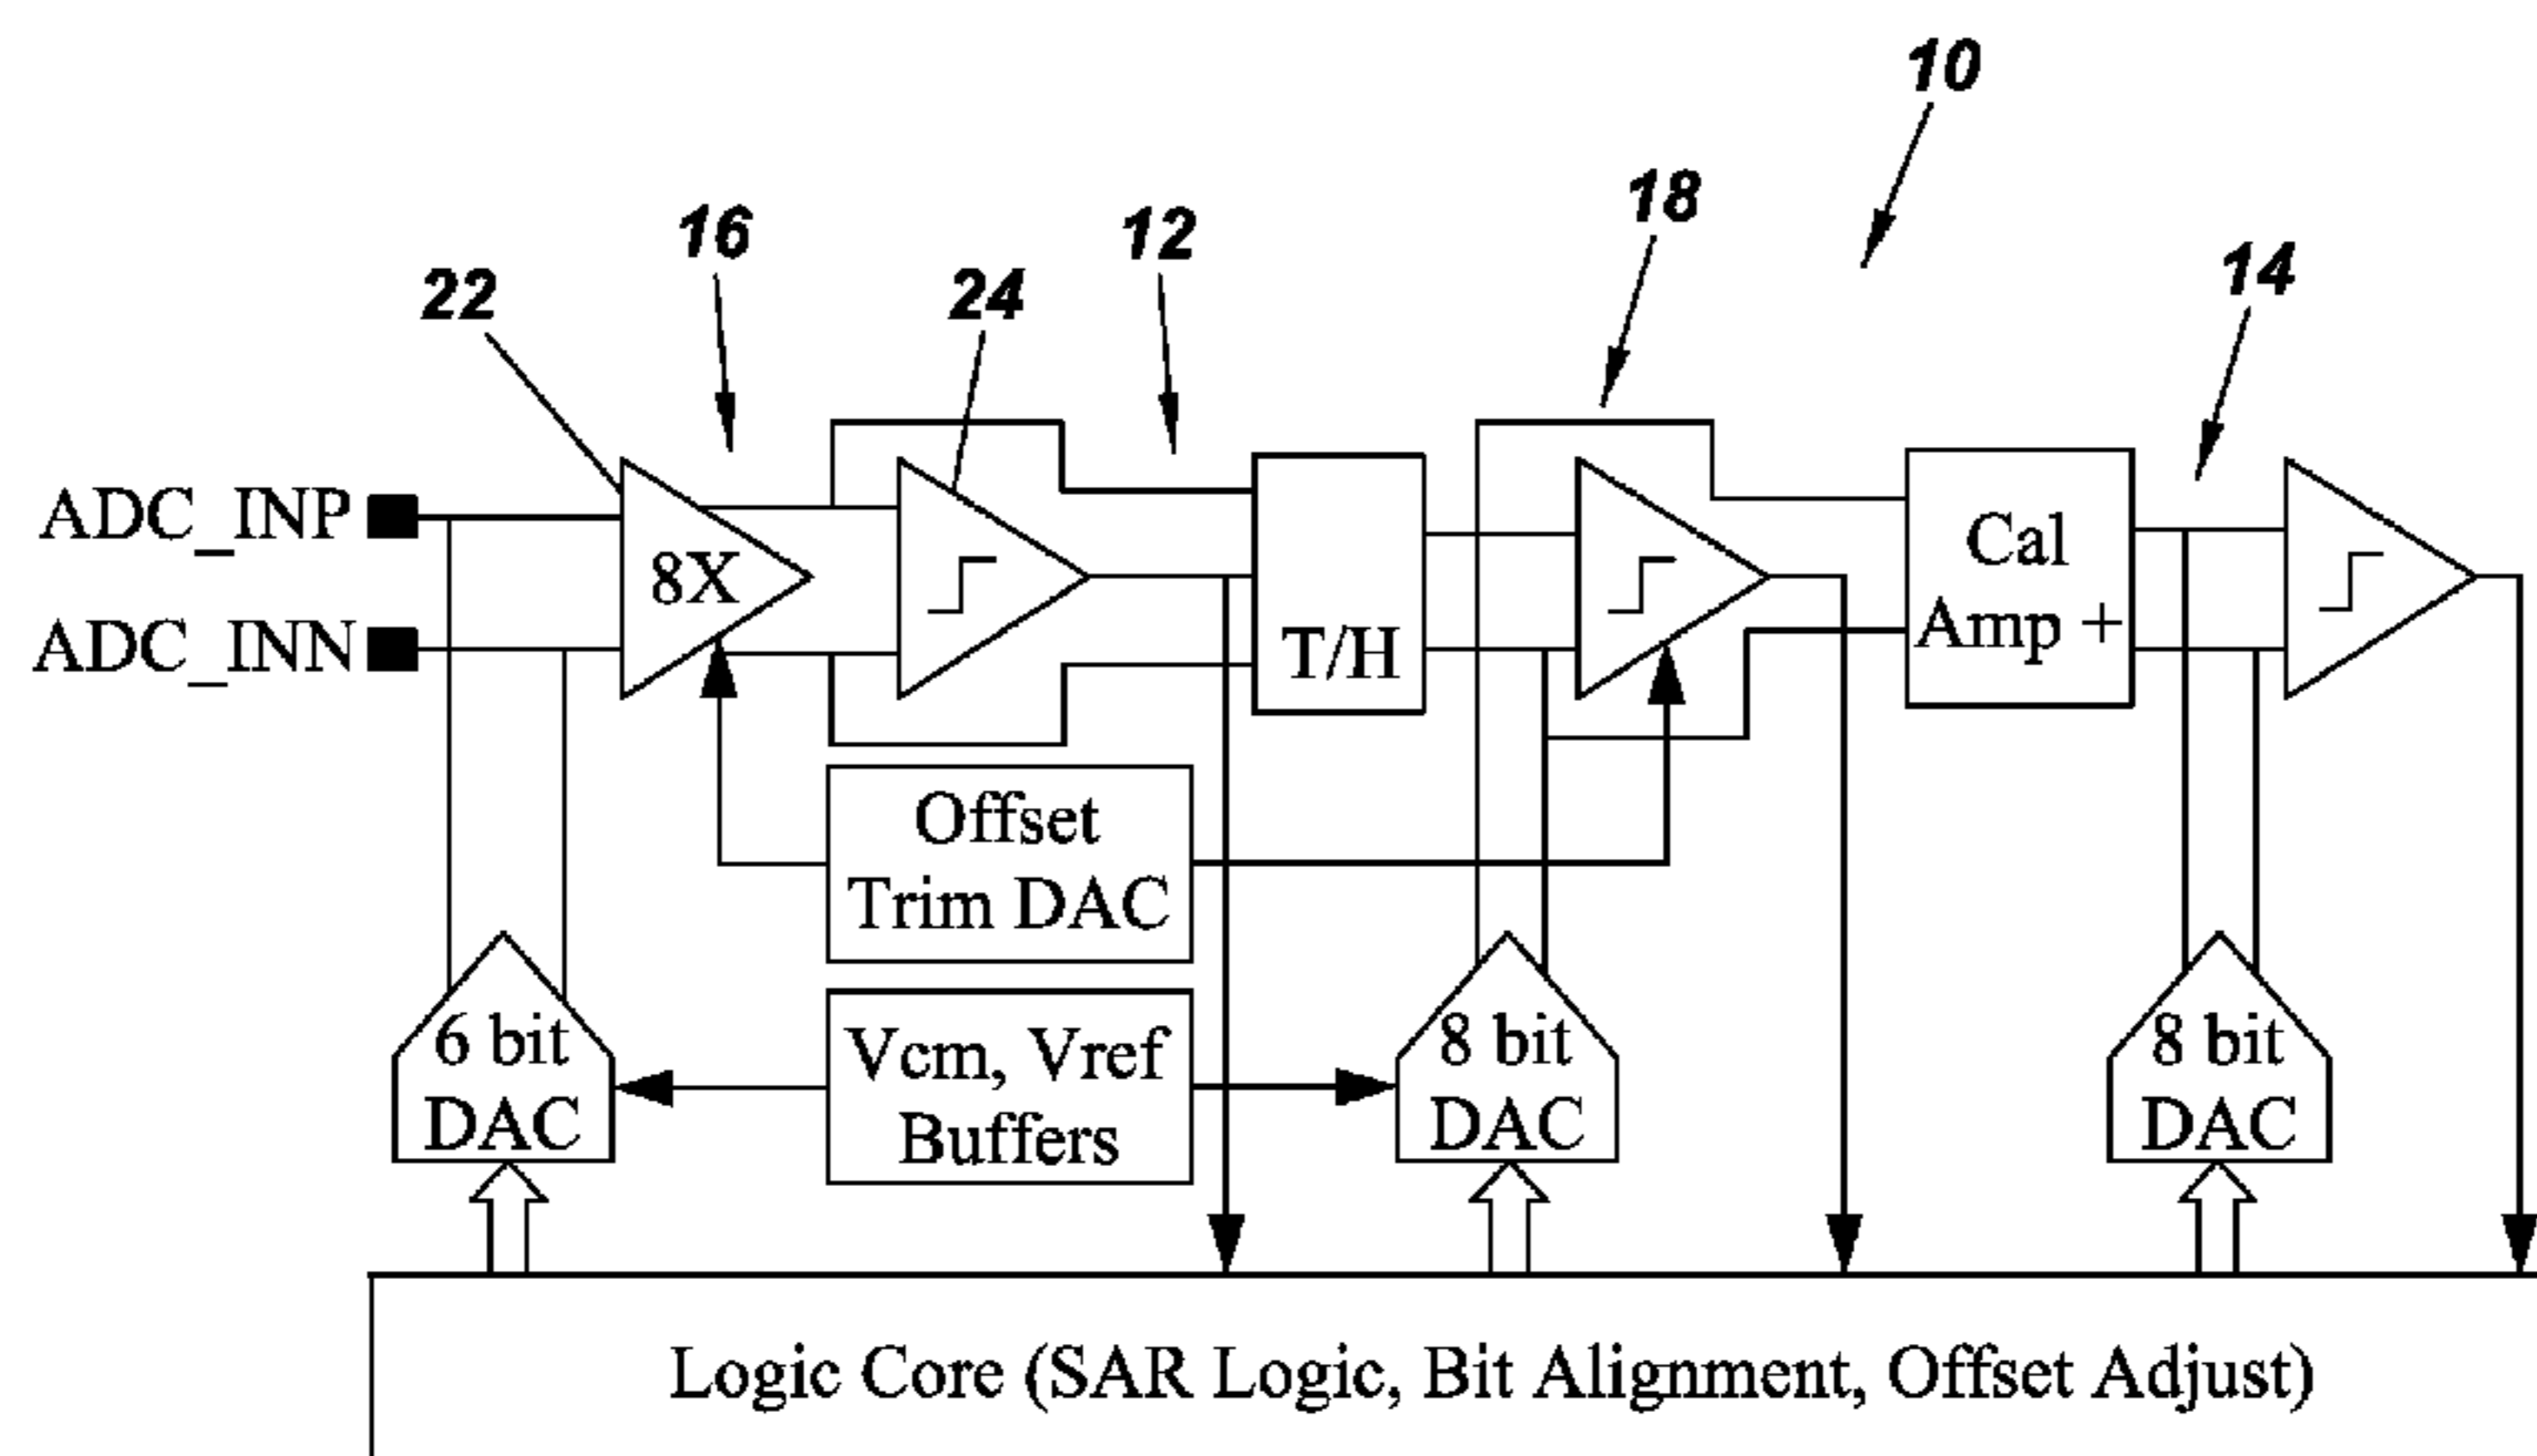 10
18
16
12
14
22
24
ADC_INP
ADC_INN
8X
T/H
Cal
Amp +
Offset
Trim DAC
6 bit
DAC
Vcm, Vref
Buffers
8 bit
DAC
8 bit
DAC
Logic Core (SAR Logic, Bit Alignment, Offset Adjust)